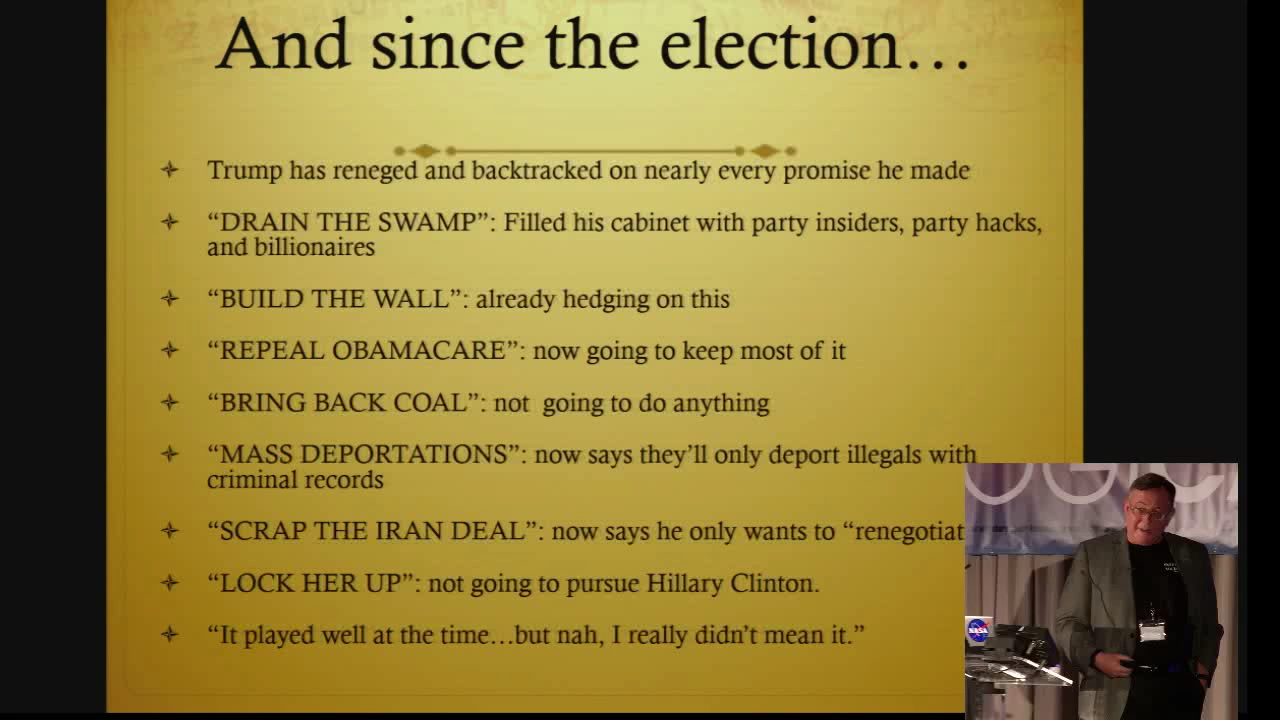 And since the election…
Trump has reneged and backtracked on nearly every promise he made
“DRAIN THE SWAMP”: Filled his cabinet with party insiders, party hacks,
and billionaires
“BUILD THE WALL”: already hedging on this
“REPEAL OBAMACARE”: now going to keep most of it
“BRING BACK COAL”: not  going to do anything
“MASS DEPORTATIONS”: now says they’ll only deport illegals with
criminal records
“SCRAP THE IRAN DEAL”: now says he only wants to “renegotiat
“LOCK HER UP”: not going to pursue Hillary Clinton.
“It played well at the time…but nah, I really didn’t mean it.”
OGICA
NASA